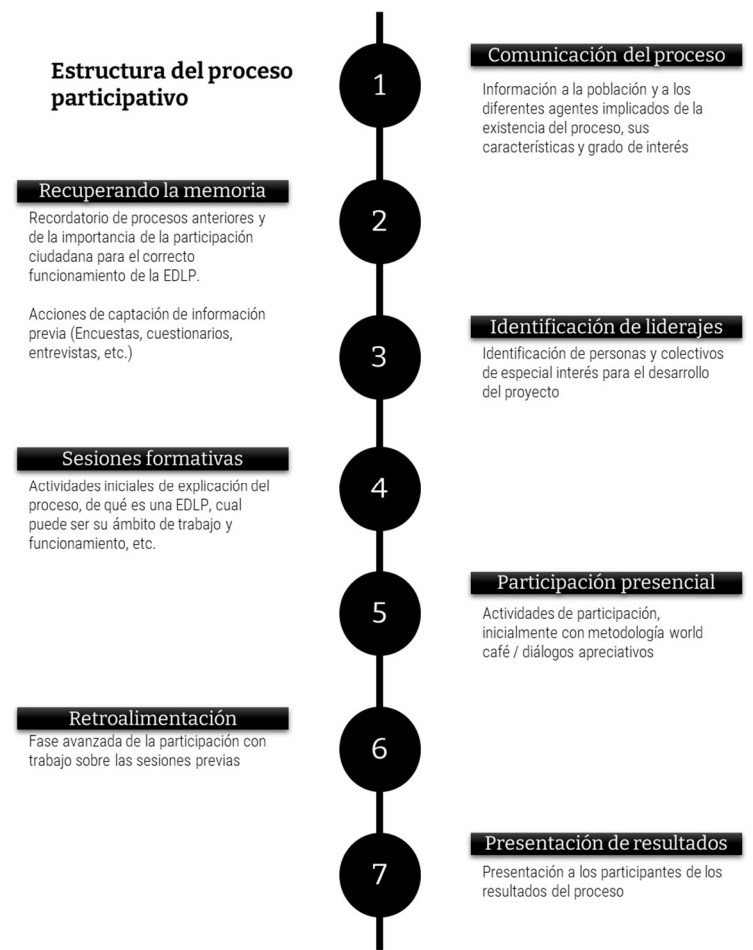 Estructura del proceso
participativo
1
Comunicación del proceso
Información a la población y a los
diferentes agentes implicados de la
existencia del proceso, sus
características y grado de interés
2
Recuperando la memoria
Recordatorio de procesos anteriores y
de la importancia de la participación
ciudadana para el correcto
funcionamiento de la EDLP.
Acciones de captación de información
previa (Encuestas, cuestionarios,
entrevistas, etc.)
3
Identificación de liderajes
Identificación de personas y colectivos
de especial interés para el desarrollo
del proyecto
4
Sesiones formativas
Actividades iniciales de explicación del
proceso, de qué es una EDLP, cual
puede ser su ámbito de trabajo y
funcionamiento, etc.
5
Participación presencial
Actividades de participación,
inicialmente con metodología world
café / diálogos apreciativos
6
Retroalimentación
Fase avanzada de la participación con
trabajo sobre las sesiones previas
7
Presentación de resultados
Presentación a los participantes de los
resultados del proceso